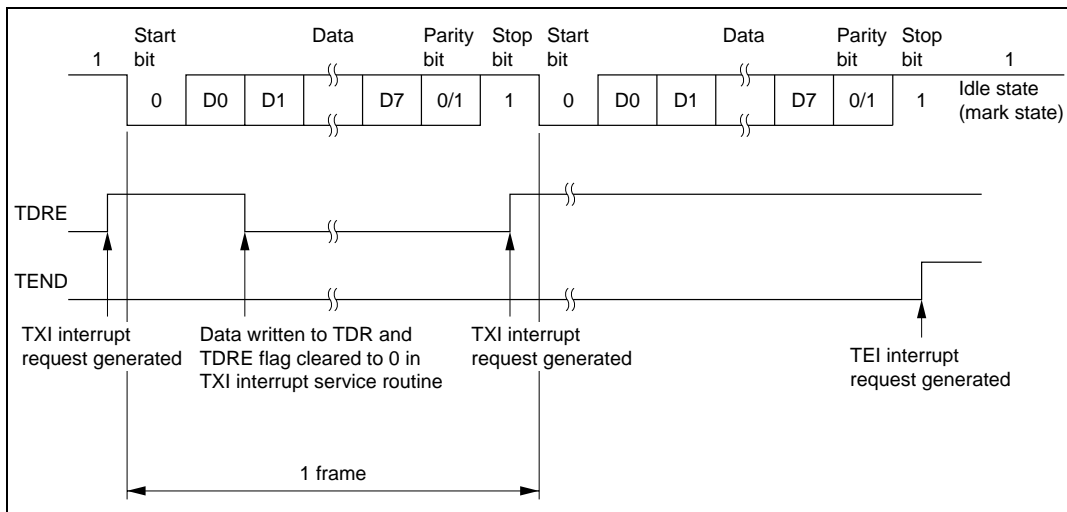 1 Start bit Data Parity bit Stop bit Start bit Data Parity bit Stop bit 1
0 D0 D1 D7 0/1 1 0 D0 D1 D7 0/1 1 Idle state (mark state)
TDRE
TEND
TXI interrupt
request generated
Data written to TDR and
TDRE flag cleared to 0 in
TXI interrupt service routine
TXI interrupt
request generated
TEI interrupt
request generated
1 frame